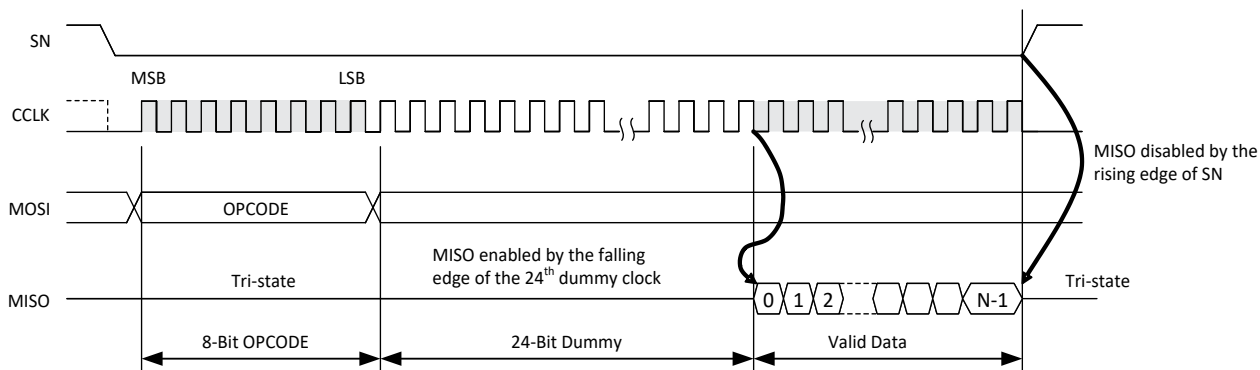 SN
MSB
LSB
CCLK
MISO disabled by the
rising edge of SN
MOSI
OPCODE
MISO enabled by the falling
edge of the 24th dummy clock
Tri-state
Tri-state
MISO
0
1
2
N-1
8-Bit OPCODE
24-Bit Dummy
Valid Data